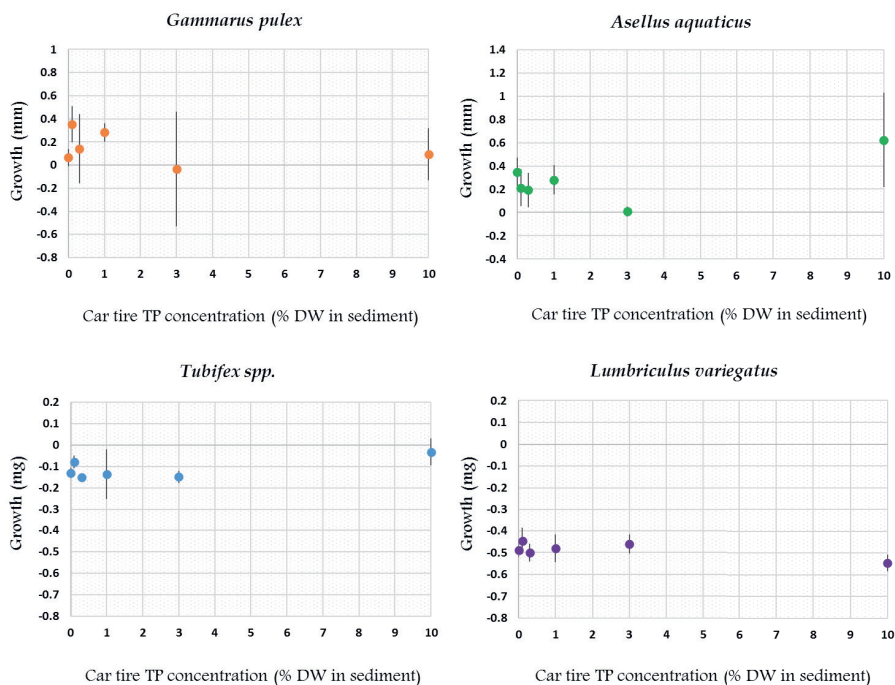 Gammarus pulex
Growth (mm)
1
0.8
0.6
0.4
0.2
0
-0.2
-0.4
-0.6
-0.8
0 1 2 3 4 5 6 7 8 9 10
Car tire TP concentration (% DW in sediment)
Asellus aquaticus
Growth (mm)
1.4
1.2
1
0.8
0.6
0.4
0.2
0
0.2
-0.4
0 1 2 3 4 5 6 7 8 9 10
Car tire TP concentration (% DW in sediment)
Tubifex spp.
Growth (mg)
0.2
0.1
0
-0.1
-0.2
-0.3
-0.4
-0.5
-0.6
-0.7
-0.8
0 1 2 3 4 5 6 7 8 9 10
Car tire TP concentration (% DW in sediment)
Lumbriculus variegatus
Growth (mg)
0.2
0.1
0
-0.1
-0.2
-0.3
-0.4
-0.5
-0.6
-0.7
-0.8
0 1 2 3 4 5 6 7 8 9 10
Car tire TP concentration (% DW in sediment)